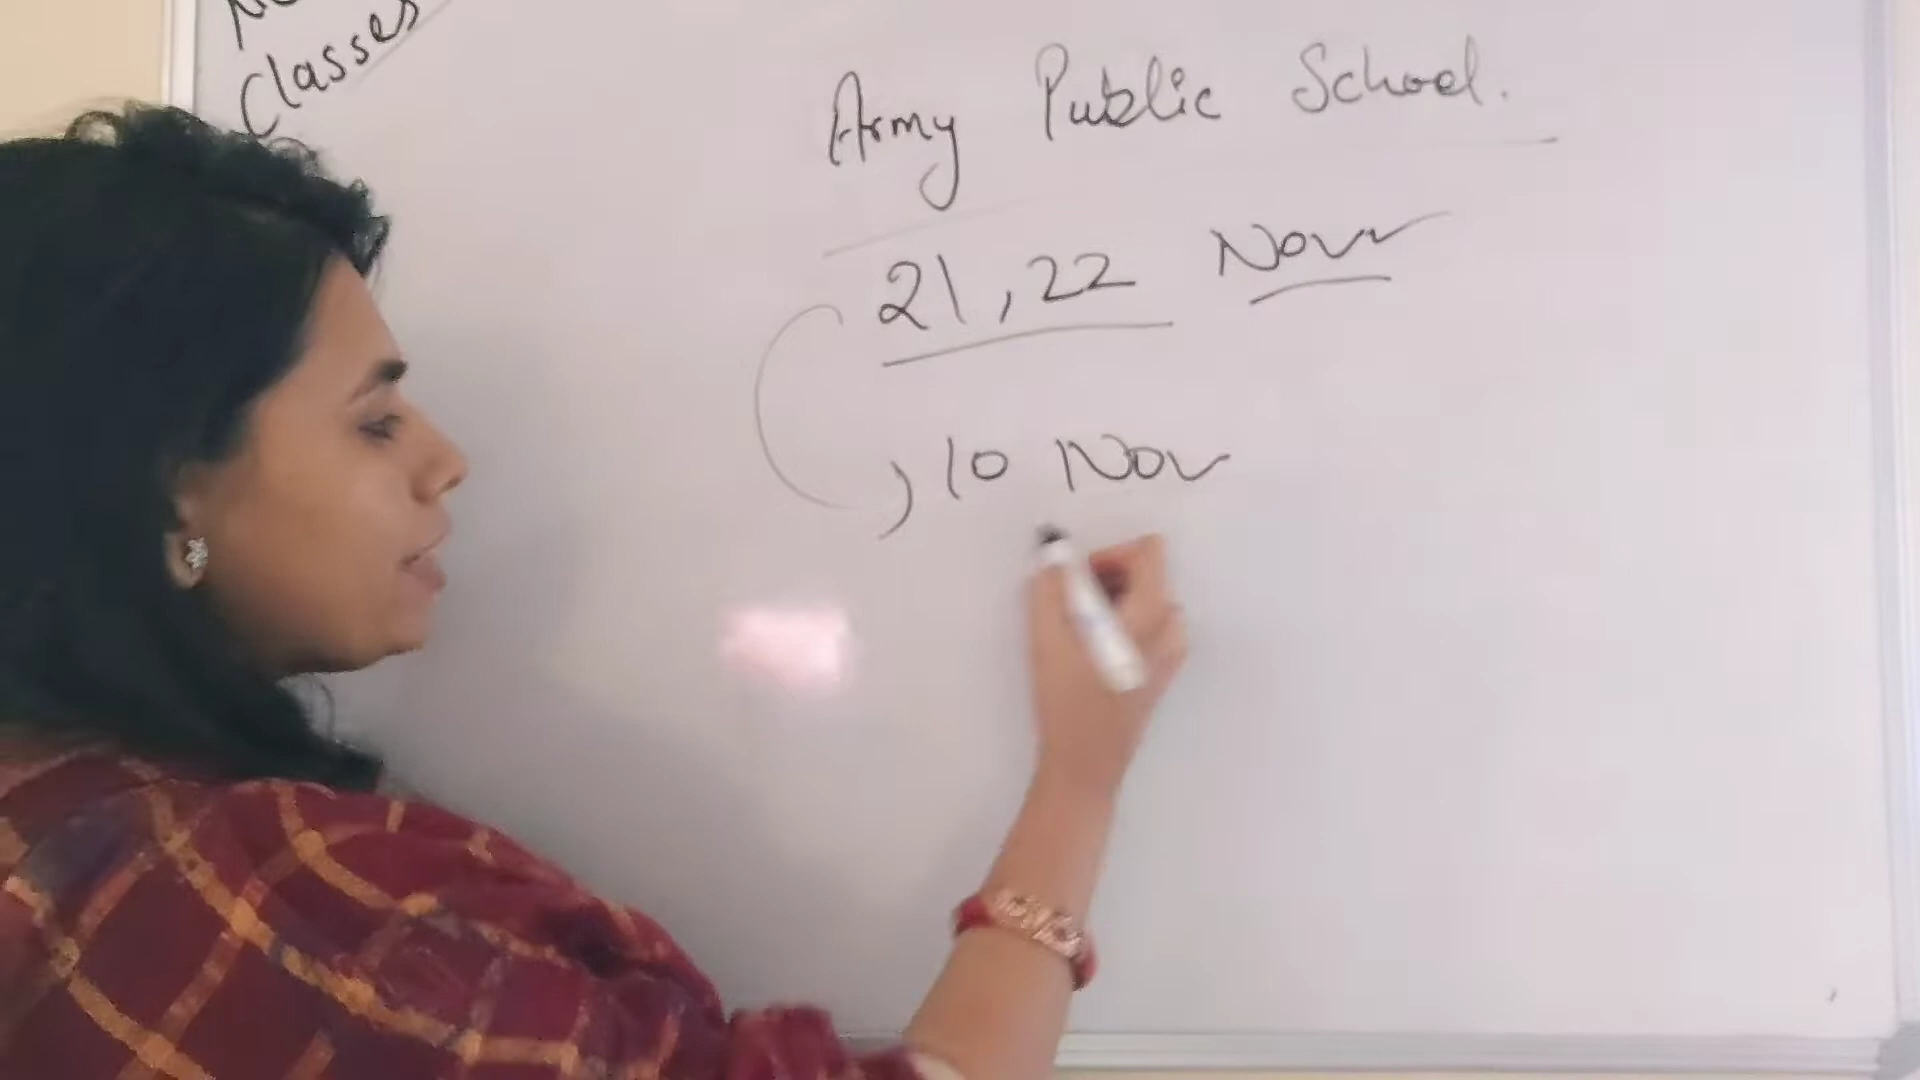 Classes
Army Public School.
21, 22 Nov
, 10 Nov